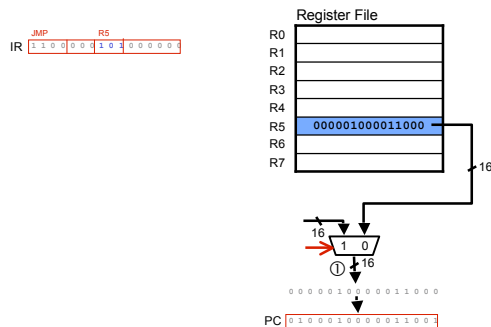 Register File
JMP R5
IR 1 1 0 0 0 0 0 1 0 1 0 0 0 0 0 0
R0
R1
R2
R3
R4
R5 000001000011000
R6
R7
16
16
1 0
① 16
0 0 0 0 0 1 0 0 0 0 0 1 1 0 0 0
PC 0 1 0 0 0 1 0 0 0 0 0 1 1 0 0 1